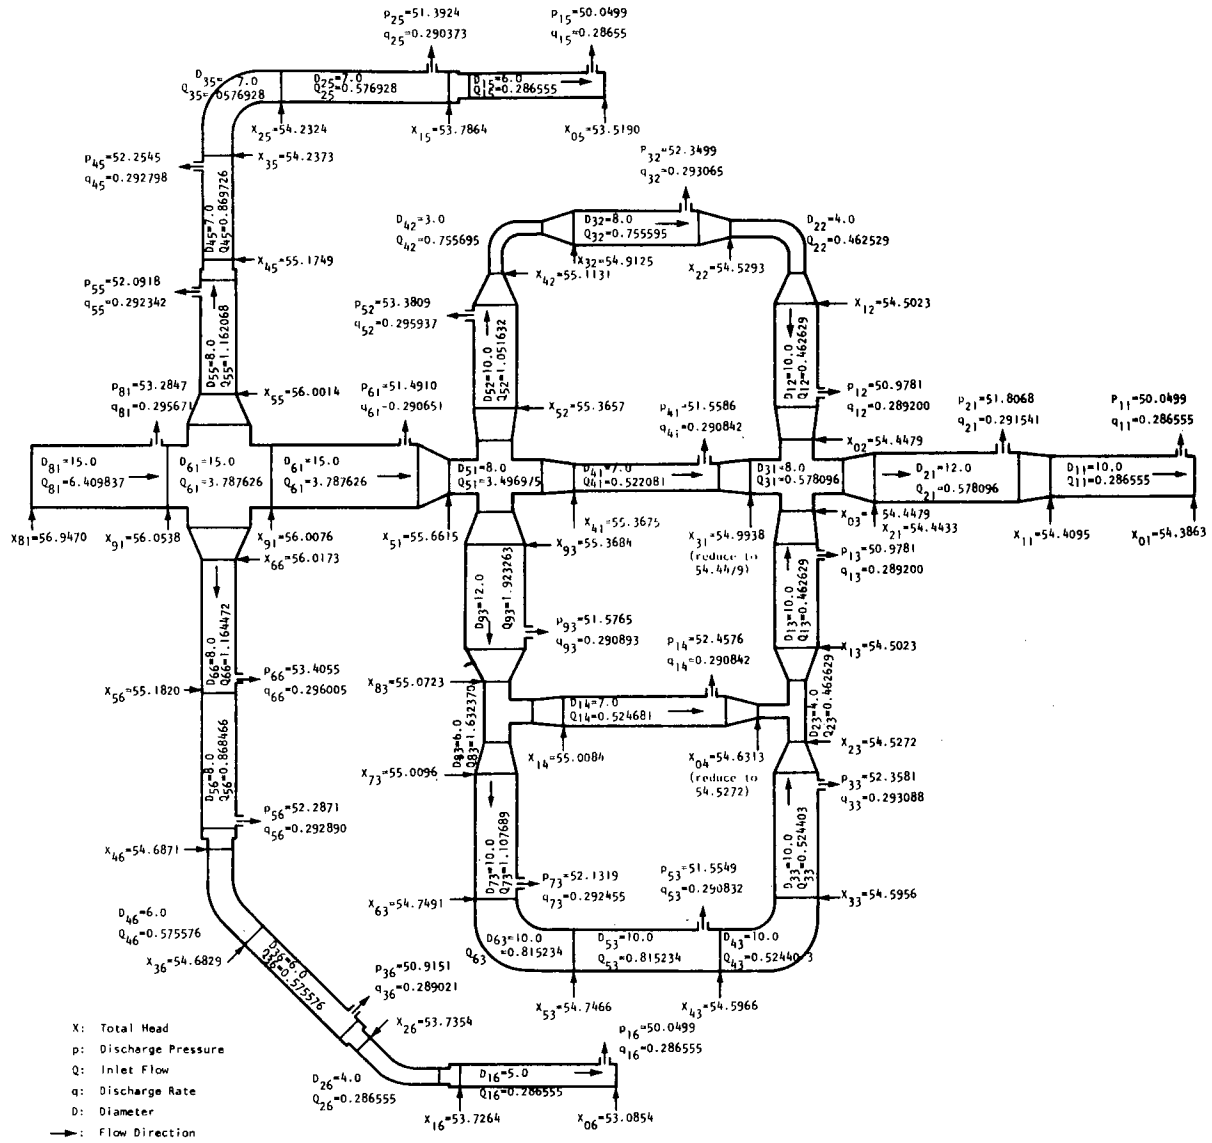 p25=51.3924
q25=0.290373
p15=50.0499
q15=0.28655
D35= 7.0
Q35=.0576928
D25=7.0
Q25=0.576928
D15=6.0
Q15=0.286555
X25=54.2324
X15=53.7864
X05=53.5190
p45=52.2545
q45=0.292798
X35=54.2373
D45=7.0
Q45=0.869726
X45=55.1749
p55=52.0918
q55=0.292342
D55=8.0
Q55=1.162068
X55=56.0014
p32=52.3499
q32=0.293065
D42=3.0
Q42=0.755695
D32=8.0
Q32=0.755595
D22=4.0
Q22=0.462529
X32=54.9125
X42=55.1131
X22=54.5293
X12=54.5023
p52=53.3809
q52=0.295937
D52=10.0
Q52=1.051632
X52=55.3657
D12=10.0
Q12=0.462629
p12=50.9781
q12=0.289200
X02=54.4479
p81=53.2847
q81=0.295671
p61=51.4910
q61=0.290651
p41=51.5586
q41=0.290842
p21=51.8068
q21=0.291541
p11=50.0499
q11=0.286555
D81=15.0
Q81=6.409837
D61=15.0
Q61=3.787626
D61=15.0
Q61=3.787626
D51=8.0
Q51=3.496975
D41=7.0
Q41=0.522081
D31=8.0
Q31=0.578096
D21=12.0
Q21=0.578096
D11=10.0
Q11=0.286555
X81=56.9470
X91=56.0538
X91=56.0076
X51=55.6615
X41=55.3675
X93=55.3684
X31=54.9938
(reduce to
54.4479)
X03=54.4479
X21=54.4433
X11=54.4095
X01=54.3863
X66=56.0173
D66=8.0
Q66=1.164472
X56=55.1820
p66=53.4055
q66=0.296005
D56=8.0
Q56=0.868466
p56=52.2871
q56=0.292890
X46=54.6871
D46=6.0
Q46=0.575576
X36=54.6829
D36=6.0
Q36=0.575576
p36=50.9151
q36=0.289021
X26=53.7354
D26=4.0
Q26=0.286555
D16=5.0
Q16=0.286555
p16=50.0499
q16=0.286555
X16=53.7264
X06=53.0854
D93=12.0
Q93=1.923263
p93=51.5765
q93=0.290893
X83=55.0723
D83=6.0
Q83=1.632370
X73=55.0096
D14=7.0
Q14=0.524681
p14=52.4576
q14=0.290842
X14=55.0084
X04=54.6313
(reduce to
54.5272)
D13=10.0
Q13=0.462629
p13=50.9781
q13=0.289200
X13=54.5023
D23=4.0
Q23=0.462629
X23=54.5272
p33=52.3581
q33=0.293088
D33=10.0
Q33=0.524403
X33=54.5956
D73=10.0
Q73=1.107689
p73=52.1319
q73=0.292455
X63=54.7491
p53=51.5549
q53=0.290832
D63=10.0
Q63=0.815234
D53=10.0
Q53=0.815234
D43=10.0
Q43=0.524403
X53=54.7466
X43=54.5966
X: Total Head
p: Discharge Pressure
Q: Inlet Flow
q: Discharge Rate
D: Diameter
: Flow Direction